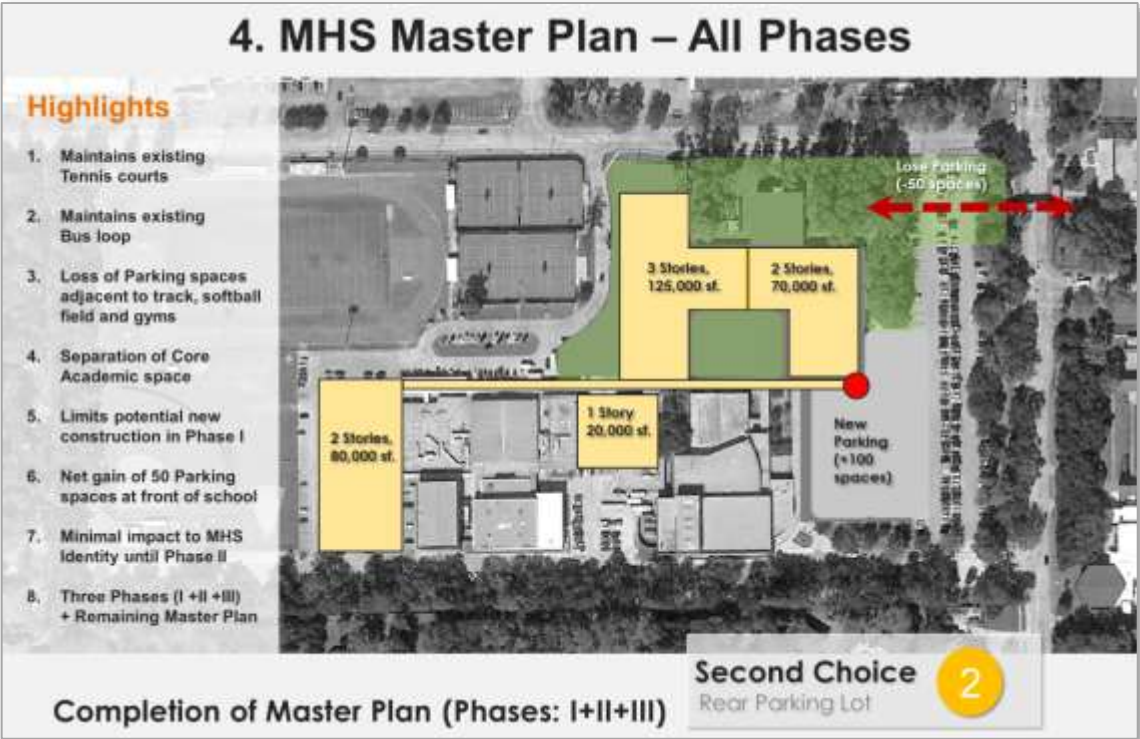 4. MHS Master Plan – All Phases
Highlights
1. Maintains existing
Tennis courts
2. Maintains existing
Bus loop
3. Loss of Parking spaces
adjacent to track, softball
field and gyms
4. Separation of Core
Academic space
5. Limits potential new
construction in Phase I
6. Net gain of 50 Parking
spaces at front of school
7. Minimal impact to MHS
Identity until Phase II
8. Three Phases (I +II +III)
+ Remaining Master Plan
Lose Parking
(-50 spaces)
3 Stories,
125,000 sf.
2 Stories,
70,000 sf.
2 Stories,
80,000 sf.
1 Story
20,000 sf.
New
Parking
(+100
spaces)
Second Choice
Rear Parking Lot
2
Completion of Master Plan (Phases: I+II+III)